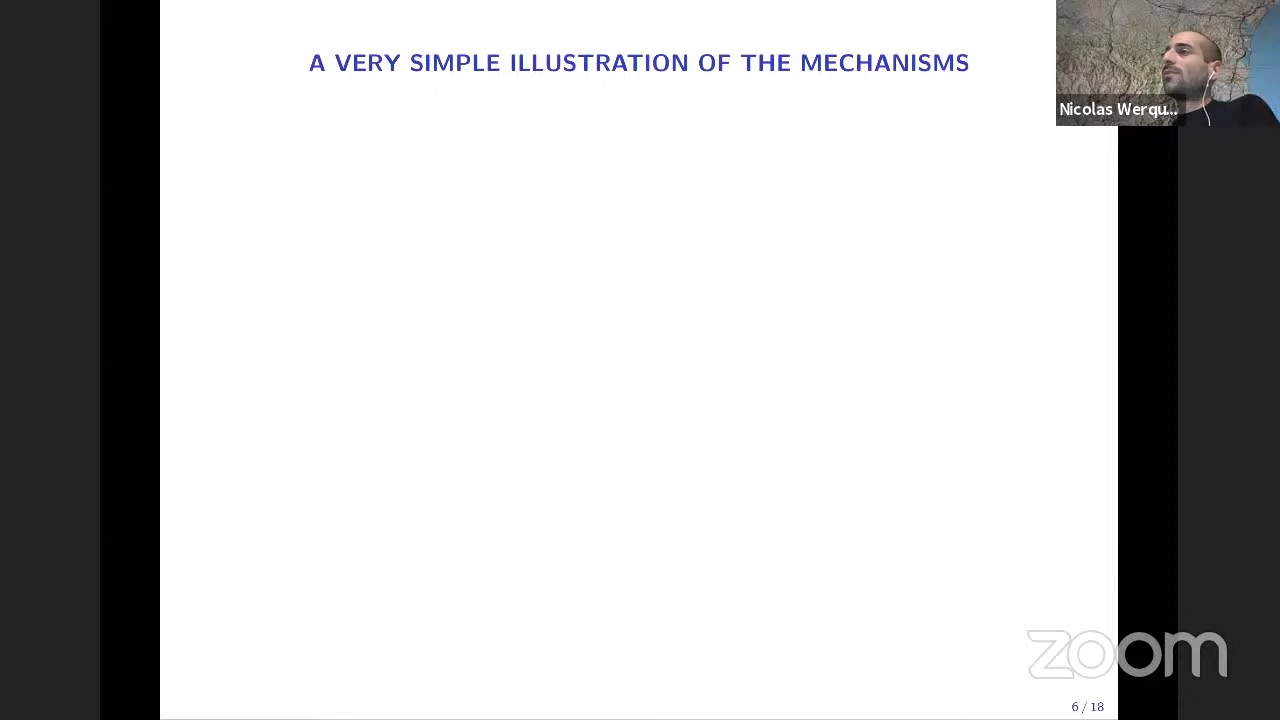 A VERY SIMPLE ILLUSTRATION OF THE MECHANISMS
Nicolas Werqu...
zoom
6 / 18